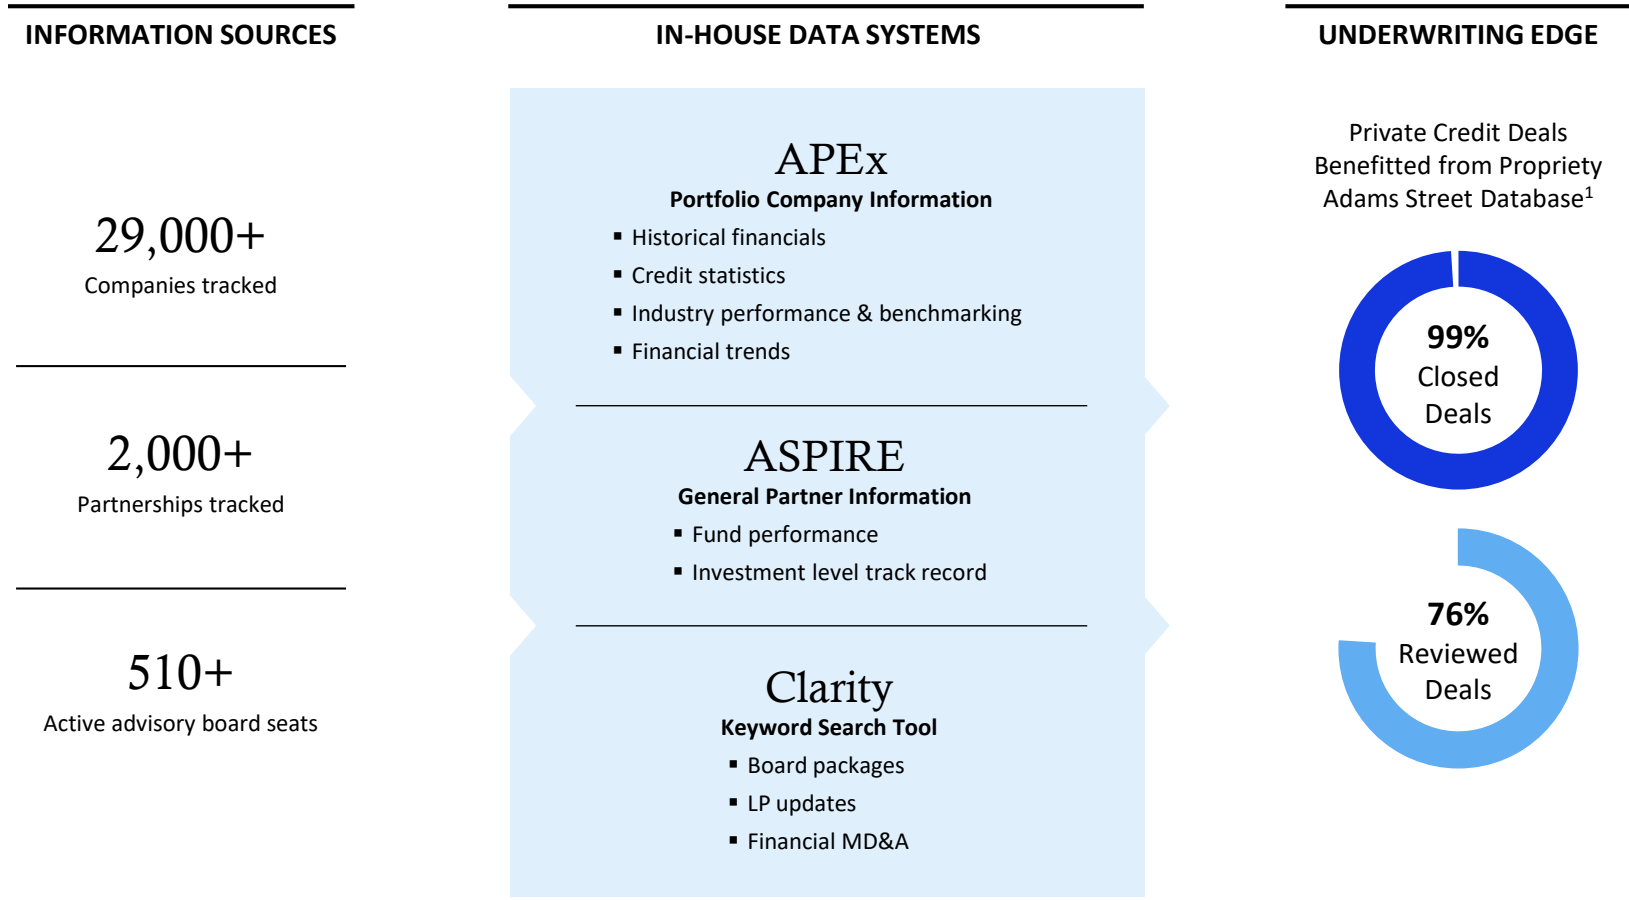 INFORMATION SOURCES
29,000+
Companies tracked
2,000+
Partnerships tracked
510+
Active advisory board seats
IN-HOUSE DATA SYSTEMS
APEx
Portfolio Company Information
▪ Historical financials
▪ Credit statistics
▪ Industry performance & benchmarking
▪ Financial trends
ASPIRE
General Partner Information
▪ Fund performance
▪ Investment level track record
Clarity
Keyword Search Tool
▪ Board packages
▪ LP updates
▪ Financial MD&A
UNDERWRITING EDGE
Private Credit Deals
Benefitted from Propriety
Adams Street Database¹
99%
Closed
Deals
76%
Reviewed
Deals